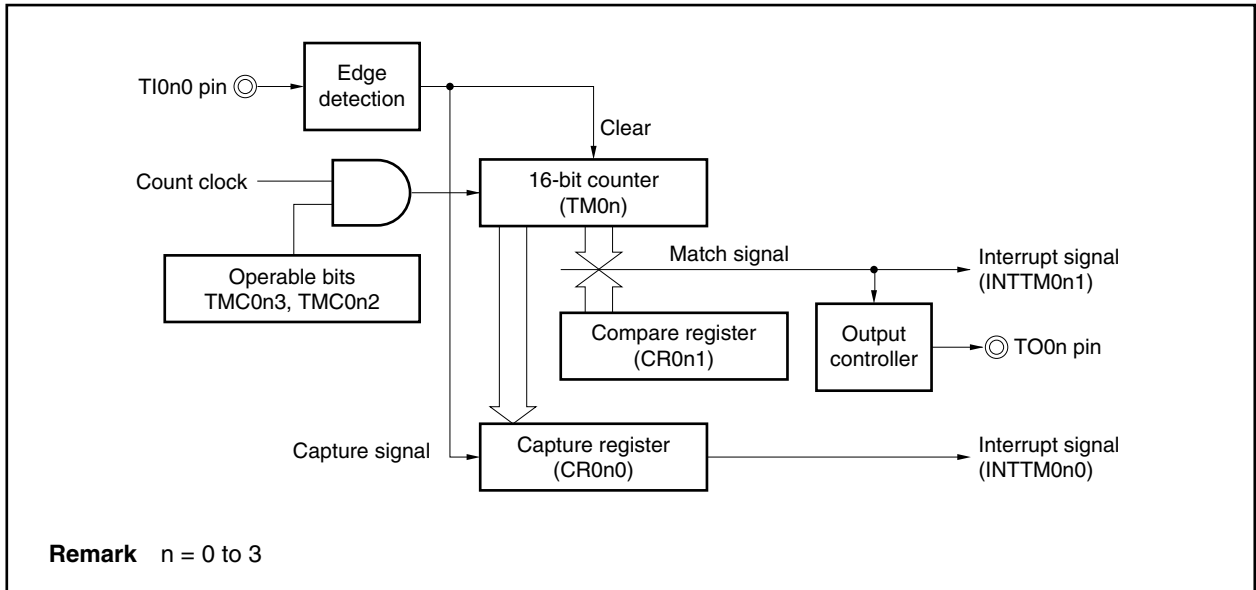 TI0n0 pin
Edge
detection
Clear
Count clock
16-bit counter
(TM0n)
Operable bits
TMC0n3, TMC0n2
Match signal
Interrupt signal
(INTTM0n1)
Compare register
(CR0n1)
Output
controller
TO0n pin
Capture signal
Capture register
(CR0n0)
Interrupt signal
(INTTM0n0)
Remark n = 0 to 3